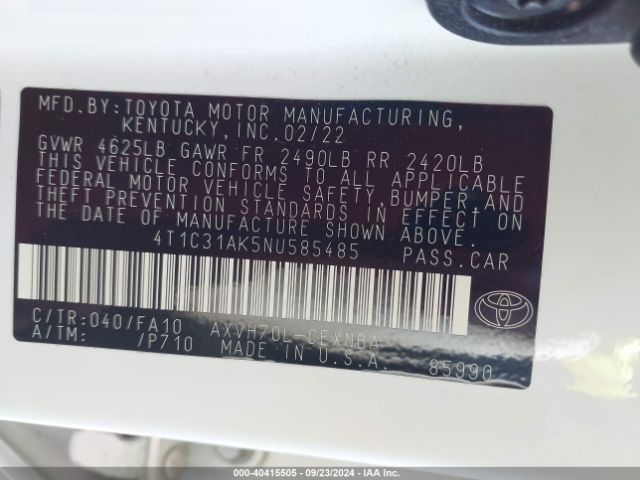 MFD.BY:TOYOTA MOTOR MANUFACTURING,
KENTUCKY, INC. 02/22
GVWR 4625LB GAWR FR 2490LB RR 2420LB
THIS VEHICLE CONFORMS TO ALL APPLICABLE
FEDERAL MOTOR VEHICLE SAFETY, BUMPER AND
THEFT PREVENTION STANDARDS IN EFFECT ON
THE DATE OF MANUFACTURE SHOWN ABOVE.
4T1C31AK5NU585485 PASS.CAR
C/TR:040/FA10 AXVH70L-CEXNBA
A/TM: /P710 MADE IN U.S.A. 85990
000-40415505 - 09/23/2024 - IAA Inc.